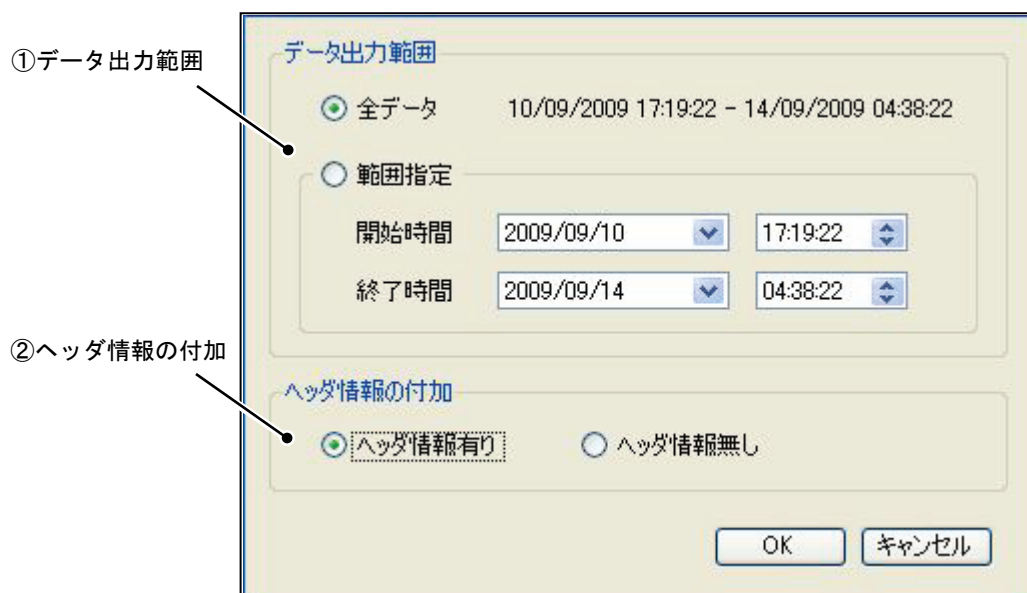 ①データ出力範囲
データ出力範囲
全データ 10/09/2009 17:19:22 - 14/09/2009 04:38:22
範囲指定
開始時間 2009/09/10 17:19:22
終了時間 2009/09/14 04:38:22
②ヘッダ情報の付加
ヘッダ情報の付加
ヘッダ情報有り ヘッダ情報無し
OK キャンセル